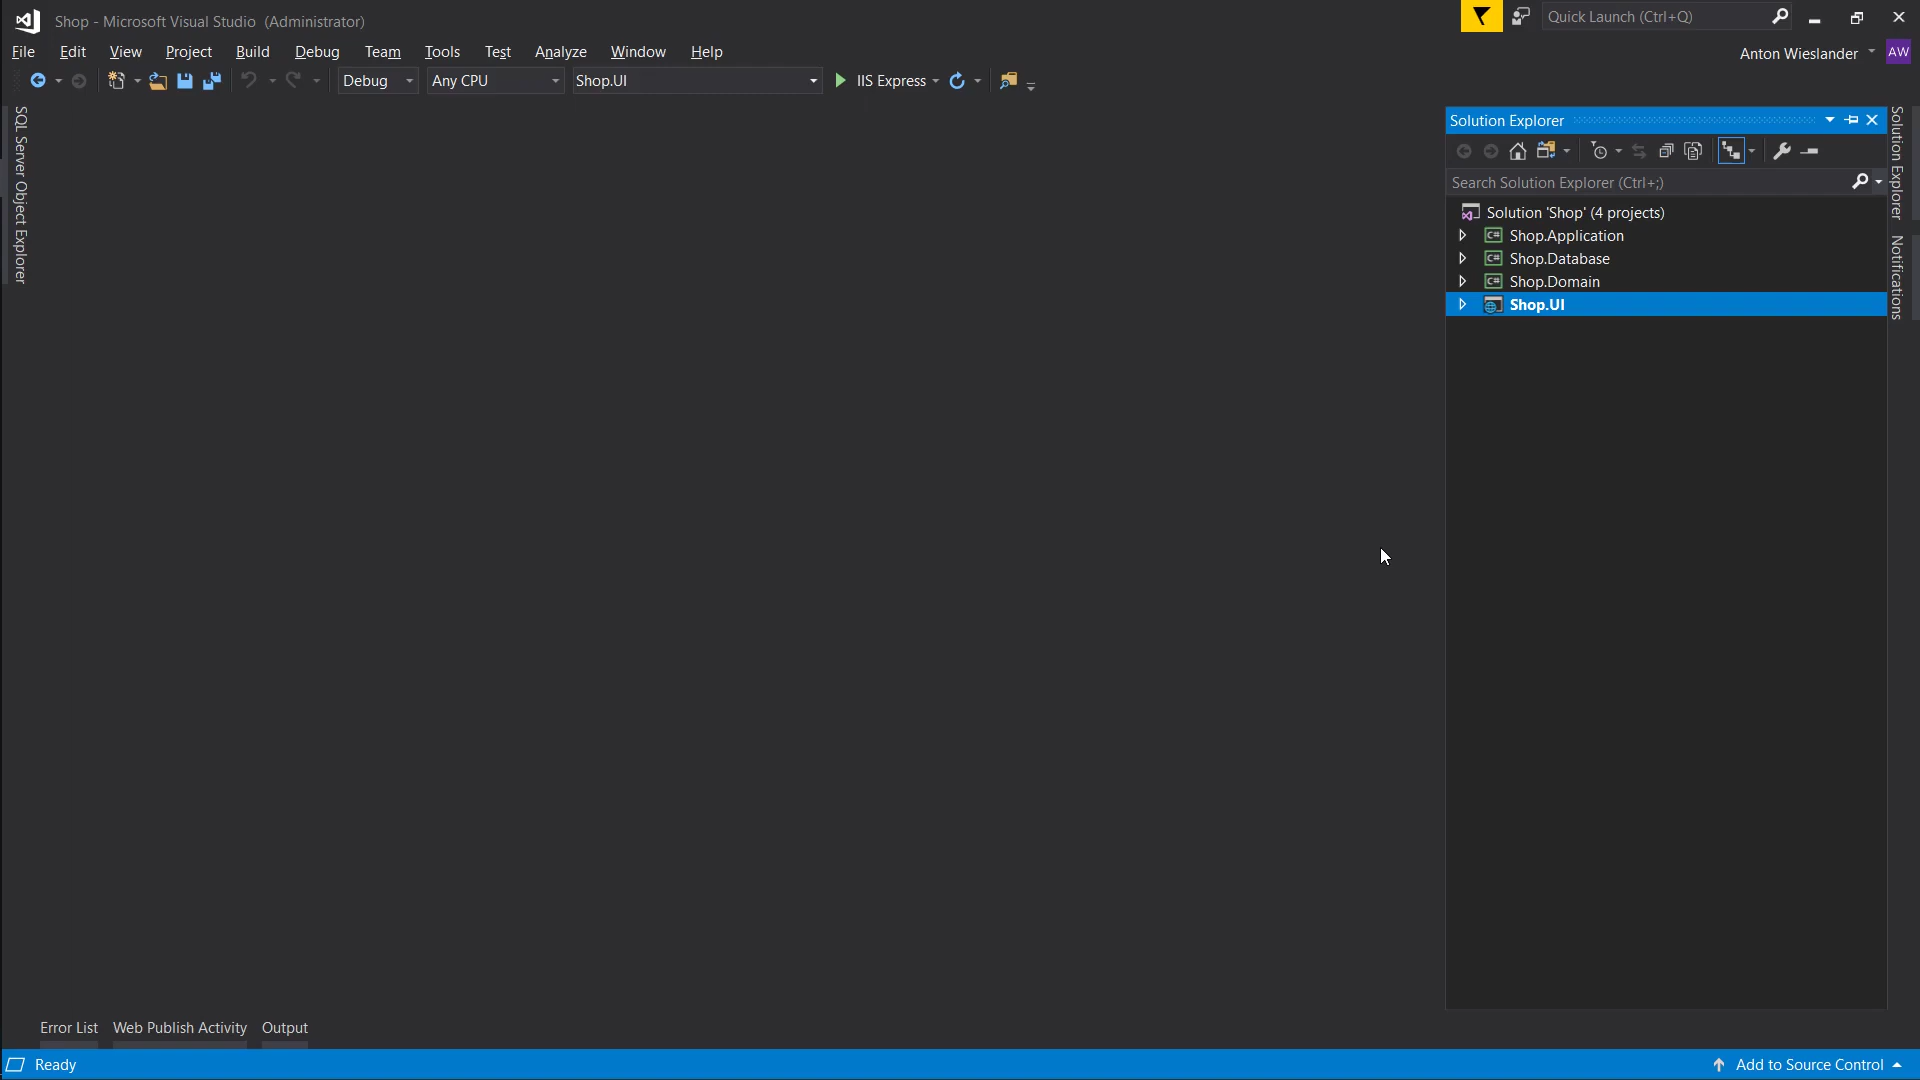 Shop - Microsoft Visual Studio (Administrator)
Quick Launch (Ctrl+Q)
File Edit View Project Build Debug Team Tools Test Analyze Window Help
Anton Wieslander AW
Debug Any CPU Shop.UI IIS Express
SQL Server Object Explorer
Solution Explorer
Search Solution Explorer (Ctrl+;)
Solution 'Shop' (4 projects)
C# Shop.Application
C# Shop.Database
C# Shop.Domain
Shop.UI
Solution Explorer
Notifications
Error List Web Publish Activity Output
Ready
Add to Source Control